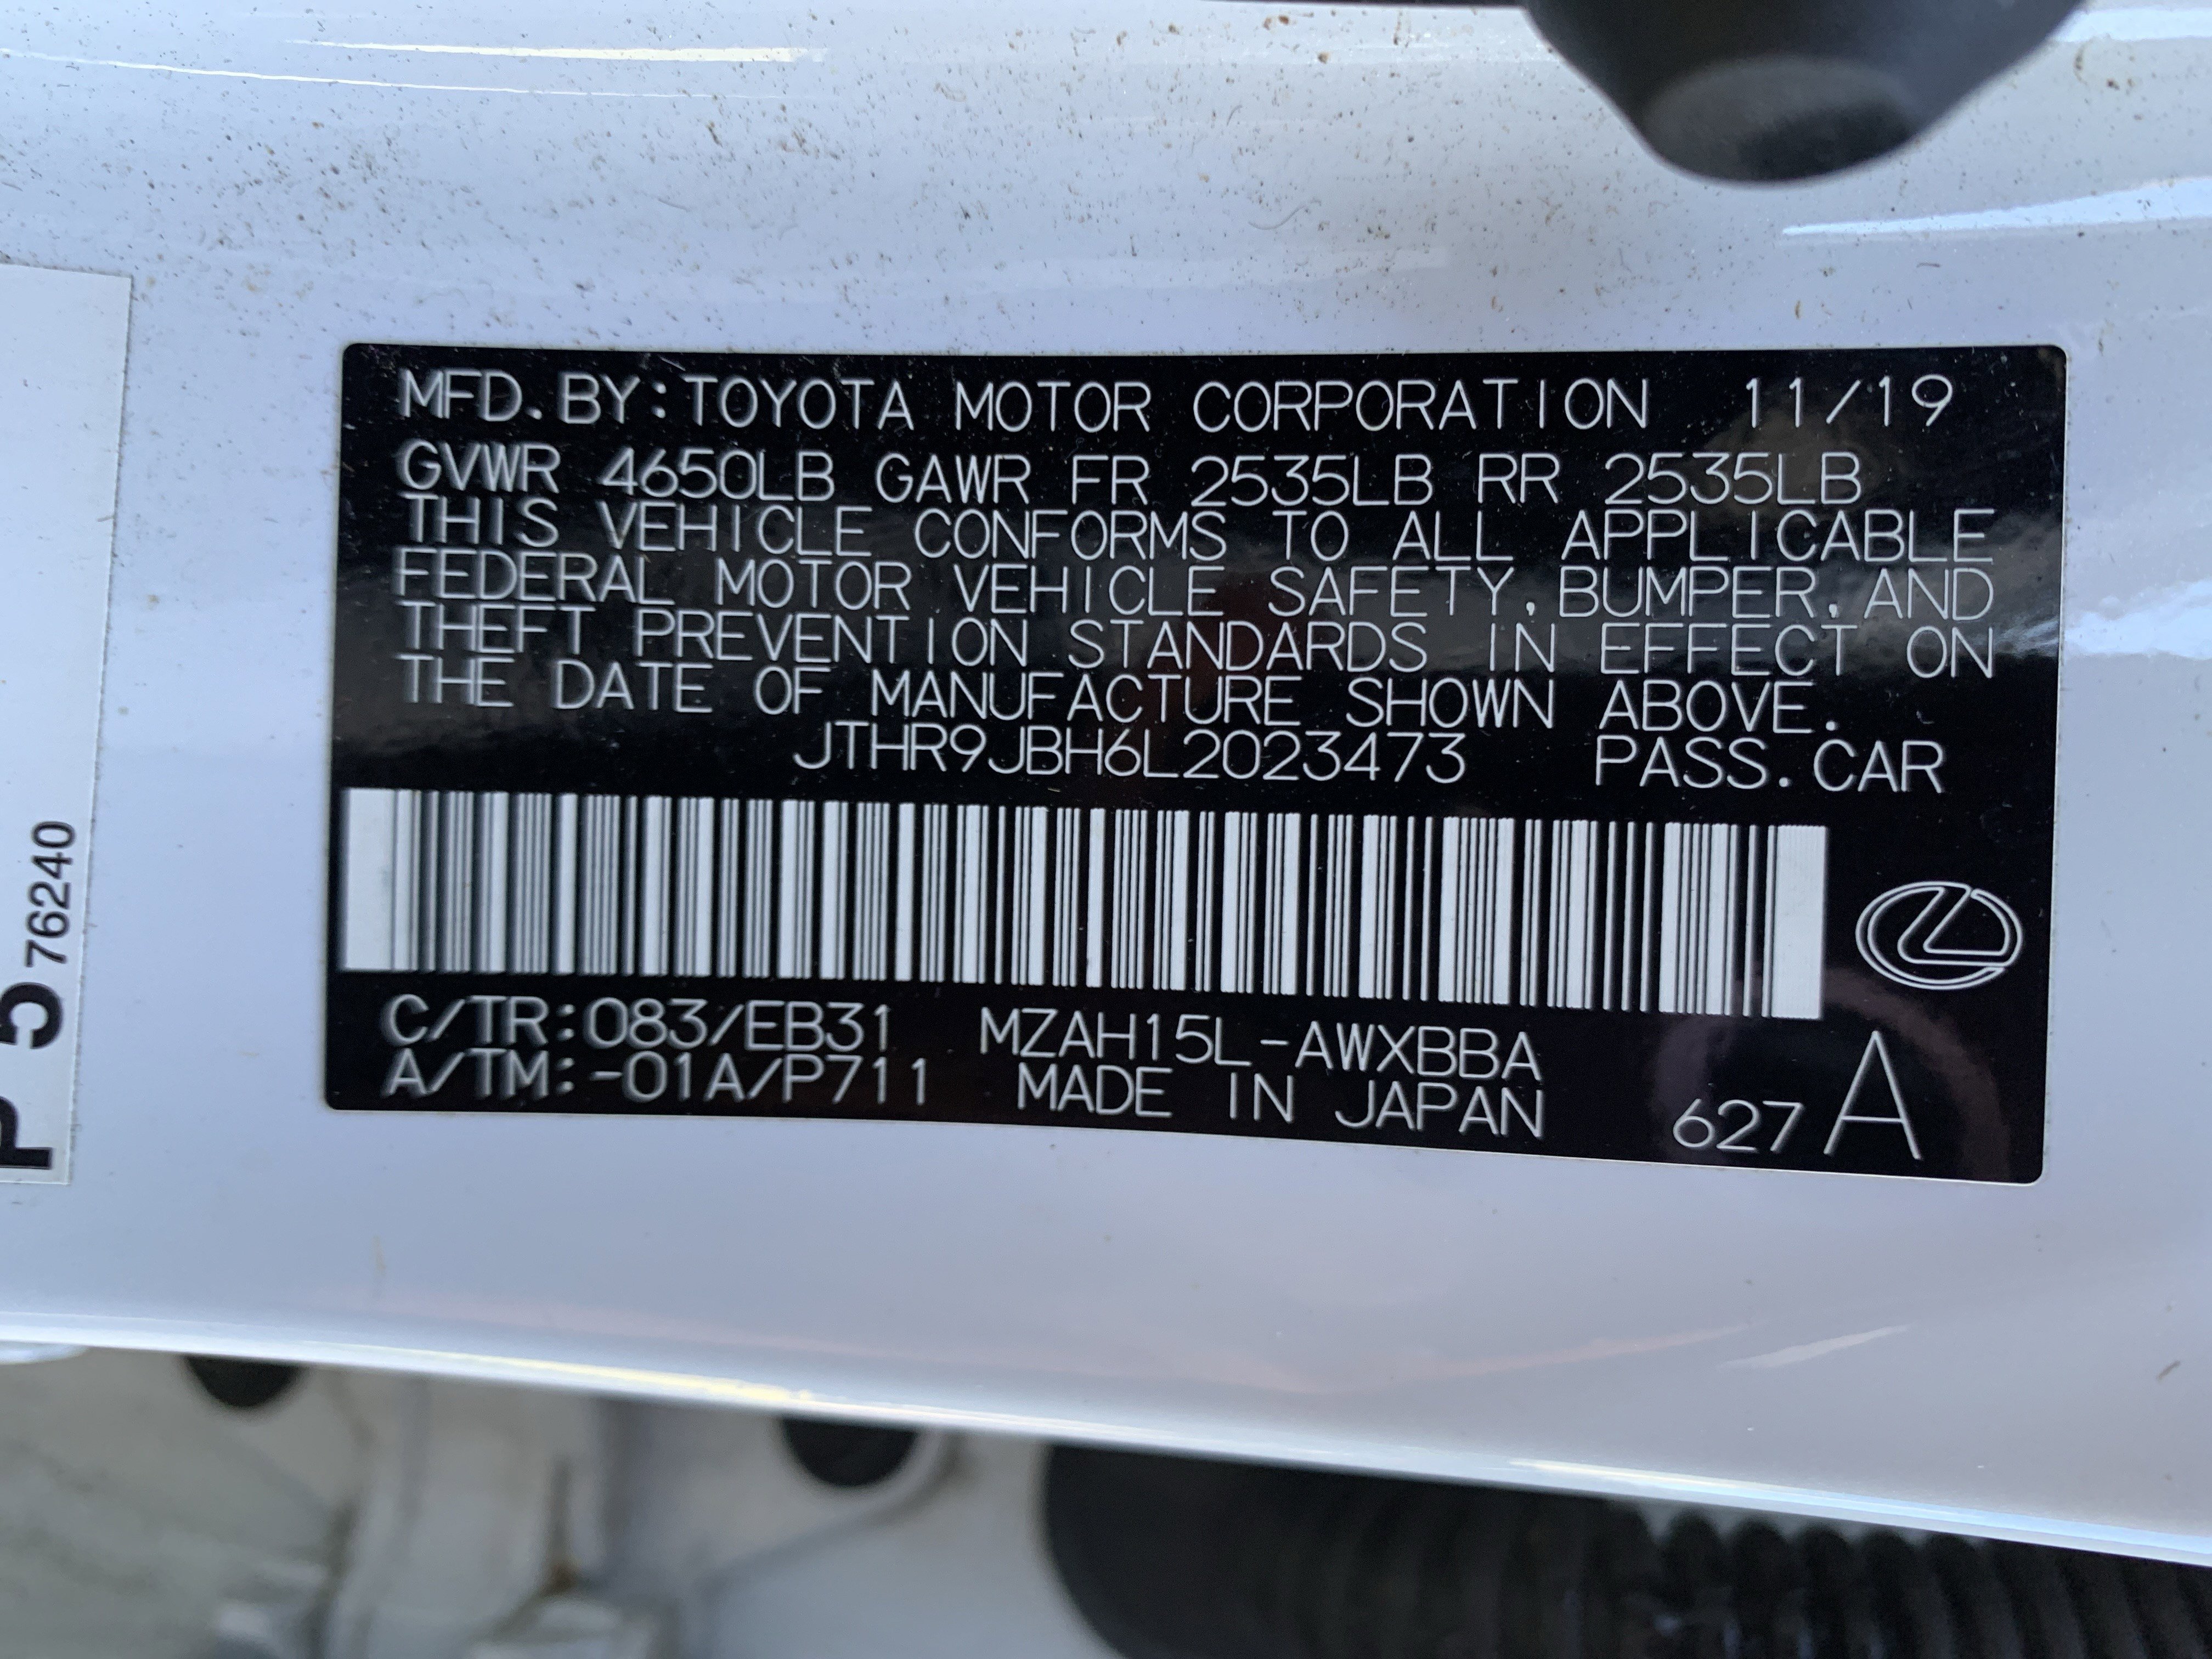 MFD. BY: TOYOTA MOTOR CORPORATION 11/19
GVWR 4650LB GAWR FR 2535LB RR 2535LB
THIS VEHICLE CONFORMS TO ALL APPLICABLE
FEDERAL MOTOR VEHICLE SAFETY, BUMPER, AND
THEFT PREVENTION STANDARDS IN EFFECT ON
THE DATE OF MANUFACTURE SHOWN ABOVE.
JTHR9JBH6L2023473 PASS. CAR
C/TR: 083/EB31 MZAH15L-AWXBBA
A/TM: -01A/P711 MADE IN JAPAN 627 A
P 5 76240